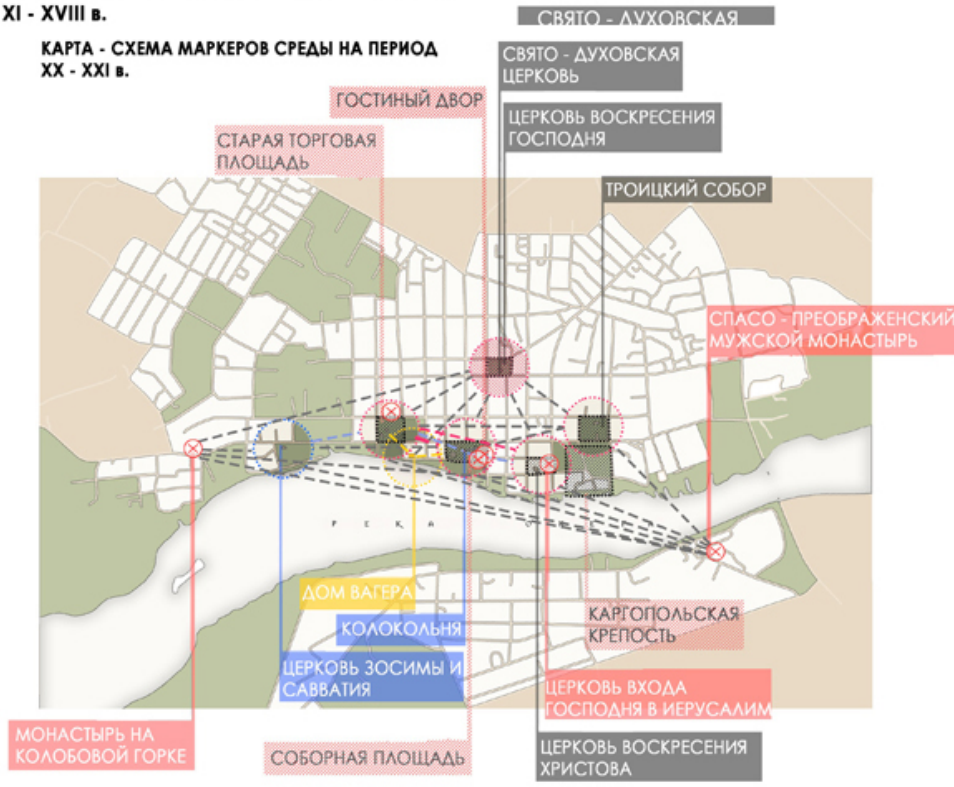 XI - XVIII в.
КАРТА - СХЕМА МАРКЕРОВ СРЕДЫ НА ПЕРИОД
XX - XXI в.
СВЯТО - ДУХОВСКАЯ
СВЯТО - ДУХОВСКАЯ
ЦЕРКОВЬ
ГОСТИНЫЙ ДВОР
ЦЕРКОВЬ ВОСКРЕСЕНИЯ
ГОСПОДНЯ
СТАРАЯ ТОРГОВАЯ
ПЛОЩАДЬ
ТРОИЦКИЙ СОБОР
СПАСО - ПРЕОБРАЖЕНСКИЙ
МУЖСКОЙ МОНАСТЫРЬ
РЕКА
ДОМ ВАГЕРА
КОЛОКОЛЬНЯ
КАРГОПОЛЬСКАЯ
КРЕПОСТЬ
ЦЕРКОВЬ ЗОСИМЫ И
САВВАТИЯ
ЦЕРКОВЬ ВХОДА
ГОСПОДНЯ В ИЕРУСАЛИМ
МОНАСТЫРЬ НА
КОЛОБОВОЙ ГОРКЕ
СОБОРНАЯ ПЛОЩАДЬ
ЦЕРКОВЬ ВОСКРЕСЕНИЯ
ХРИСТОВА